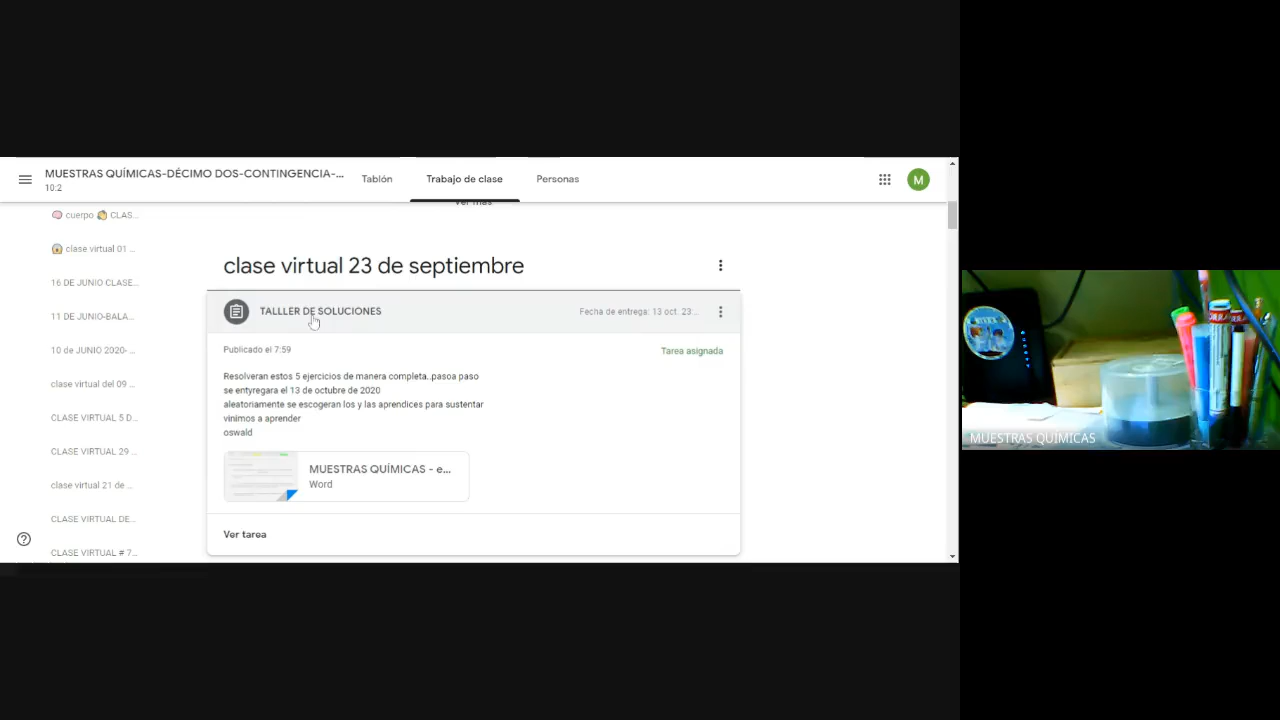 MUESTRAS QUÍMICAS-DÉCIMO DOS-CONTINGENCIA-...
10:2
Tablón
Trabajo de clase
Personas
M
Ver más
🧠 cuerpo 👏 CLAS...
😱 clase virtual 01 ...
16 DE JUNIO CLASE...
11 DE JUNIO-BALA...
10 de JUNIO 2020- ...
clase virtual del 09 ...
CLASE VIRTUAL 5 D...
CLASE VIRTUAL 29 ...
clase virtual 21 de ...
CLASE VIRTUAL DE...
CLASE VIRTUAL # 7...
clase virtual 23 de septiembre
TALLLER DE SOLUCIONES
Fecha de entrega: 13 oct. 23...
Publicado el 7:59
Tarea asignada
Resolveran estos 5 ejercicios de manera completa..pasoa paso
se entyregara el 13 de octubre de 2020
aleatoriamente se escogeran los y las aprendices para sustentar
vinimos a aprender
oswald
MUESTRAS QUÍMICAS - e...
Word
Ver tarea
MUESTRAS QUÍMICAS